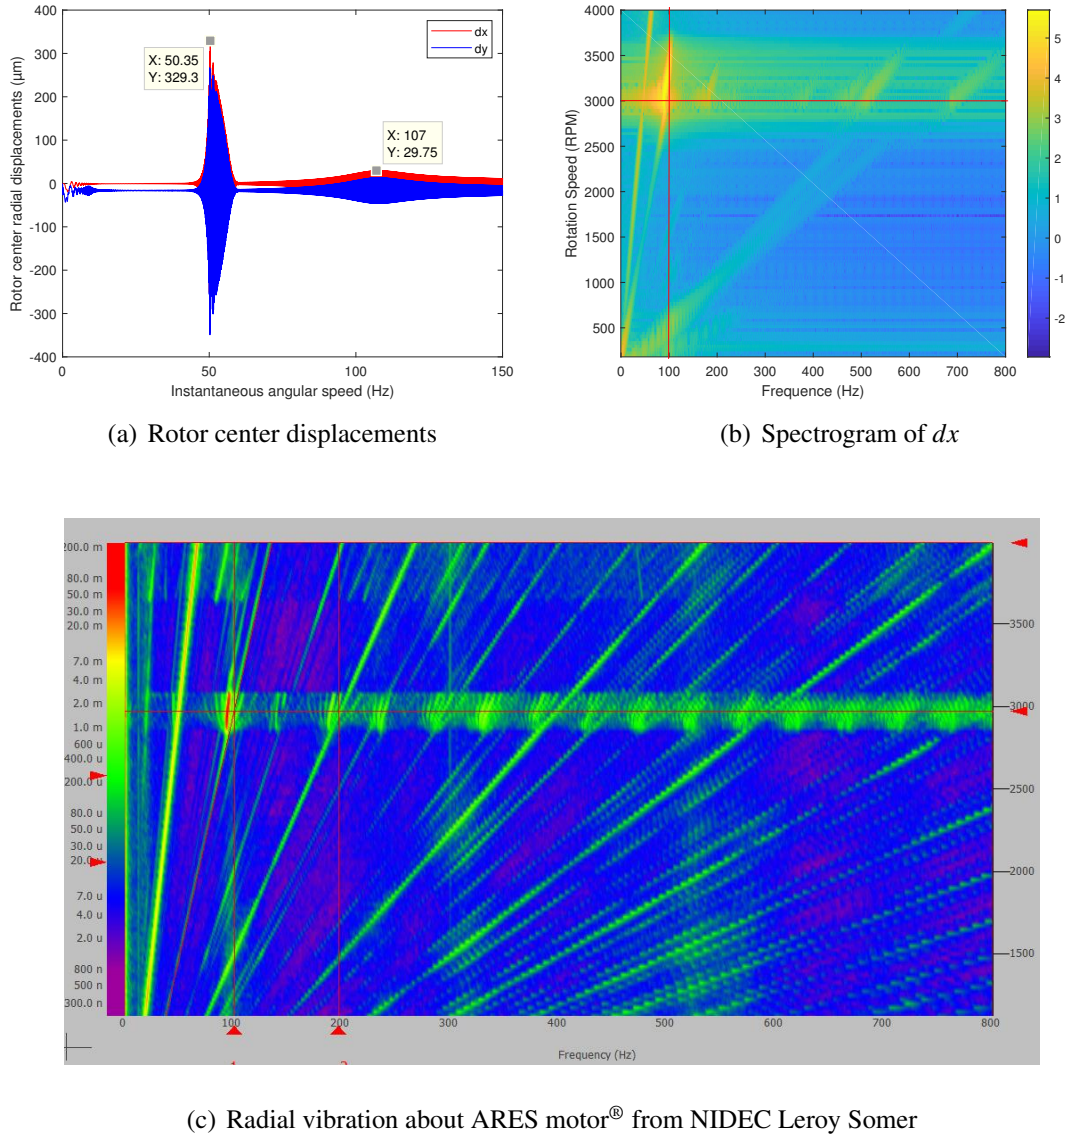 400
300
200
100
0
-100
-200
-300
-400
Rotor center radial displacements (µm)
X: 50.35
Y: 329.3
X: 107
Y: 29.75
dx
dy
0
50
100
150
Instantaneous angular speed (Hz)
(a) Rotor center displacements
4000
3500
3000
2500
2000
1500
1000
500
Rotation Speed (RPM)
0
100
200
300
400
500
600
700
800
Frequence (Hz)
5
4
3
2
1
0
-1
-2
(b) Spectrogram of dx
200.0 m
80.0 m
50.0 m
30.0 m
20.0 m
7.0 m
4.0 m
2.0 m
1.0 m
600 u
400.0 u
200.0 u
80.0 u
50.0 u
30.0 u
20.0 u
7.0 u
4.0 u
2.0 u
800 n
500 n
300.0 n
3500
3000
2500
2000
1500
0
100
200
300
400
500
600
700
800
Frequency (Hz)
(c) Radial vibration about ARES motor® from NIDEC Leroy Somer